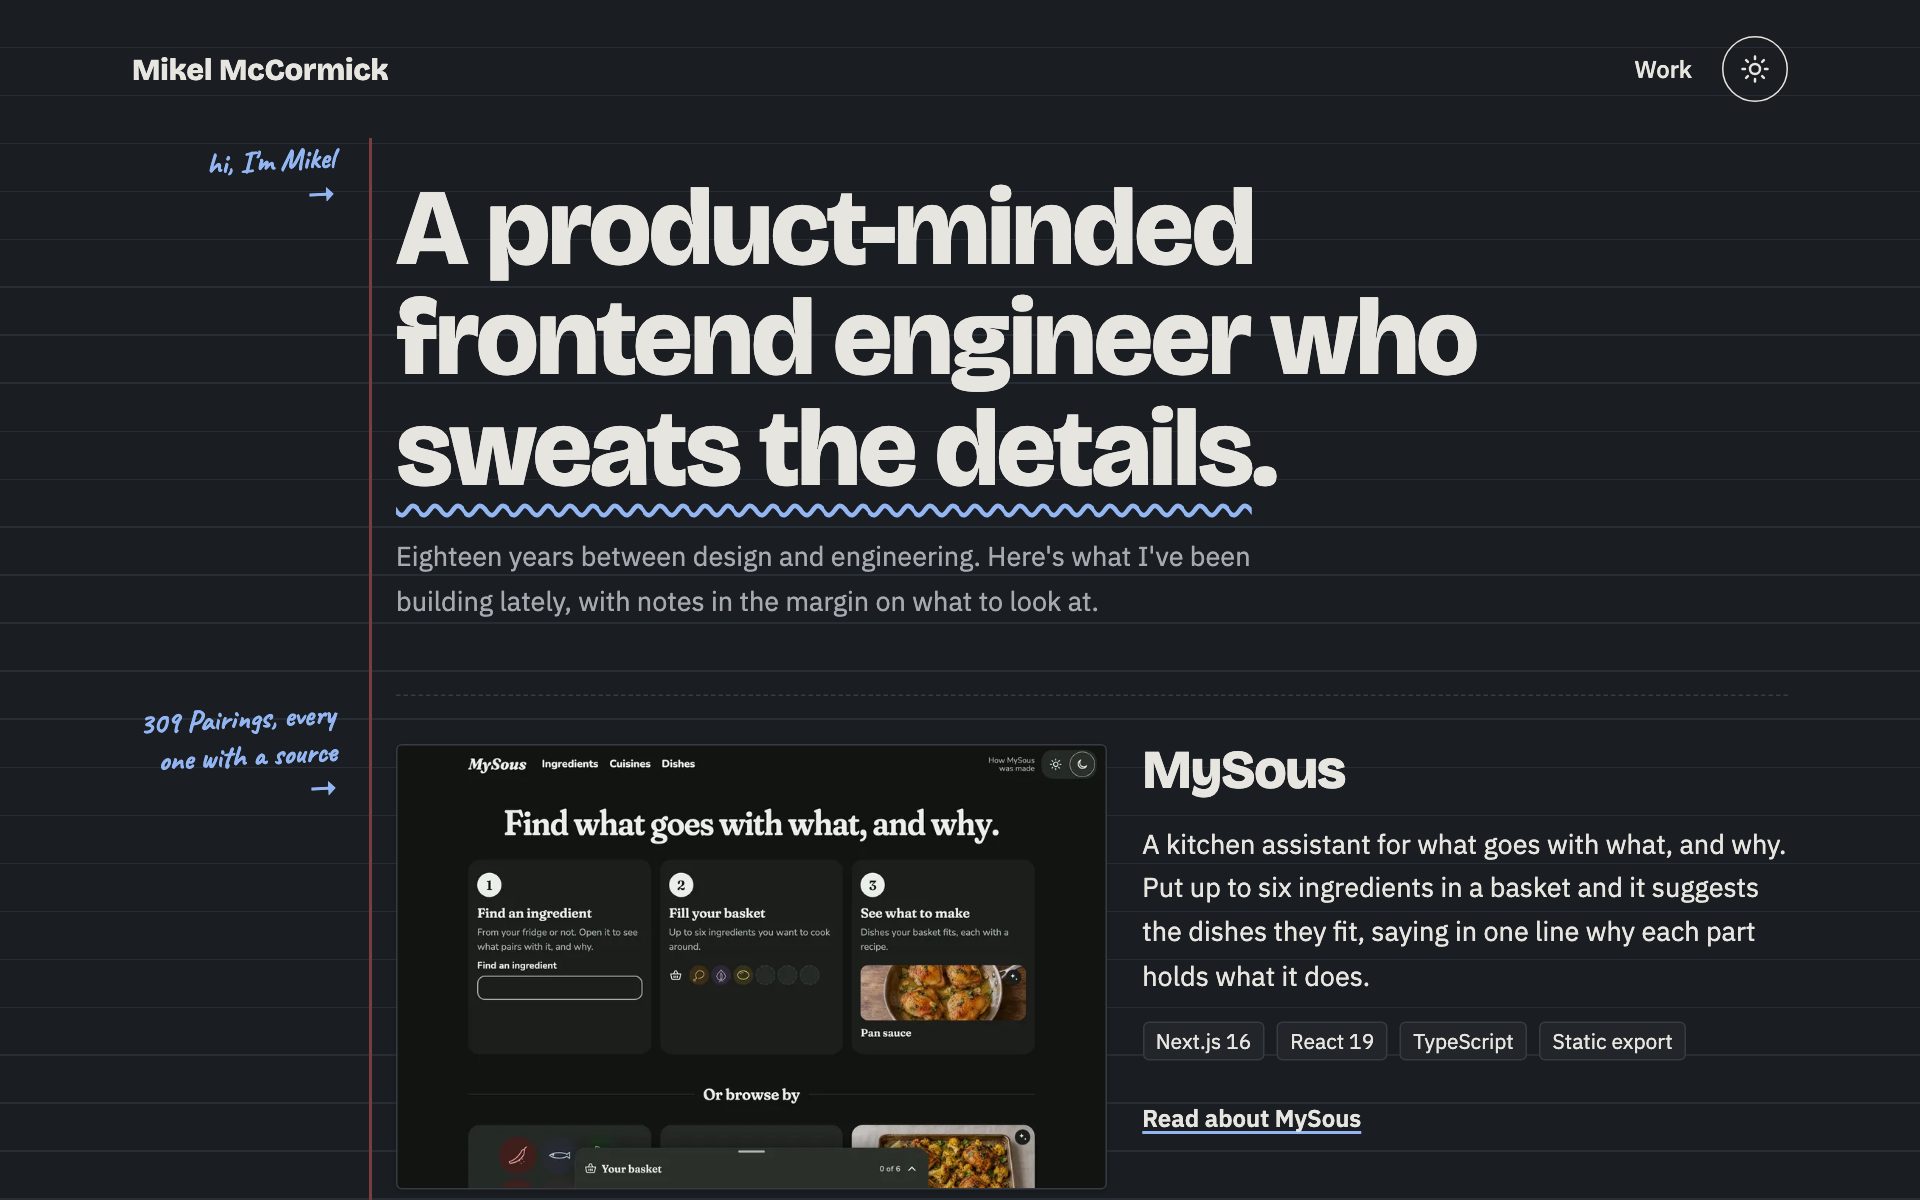 Mikel McCormick
Work
hi, I'm Mikel
→
A product-minded
frontend engineer who
sweats the details.
Eighteen years between design and engineering. Here's what I've been
building lately, with notes in the margin on what to look at.
309 Pairings, every
one with a source
→
MySous
Ingredients
Cuisines
Dishes
How MySous
was made
Find what goes with what, and why.
1
Find an ingredient
From your fridge or not. Open it to see
what pairs with it, and why.
Find an ingredient
2
Fill your basket
Up to six ingredients you want to cook
around.
3
See what to make
Dishes your basket fits, each with a
recipe.
Pan sauce
Or browse by
Your basket
0 of 6
MySous
A kitchen assistant for what goes with what, and why.
Put up to six ingredients in a basket and it suggests
the dishes they fit, saying in one line why each part
holds what it does.
Next.js 16
React 19
TypeScript
Static export
Read about MySous